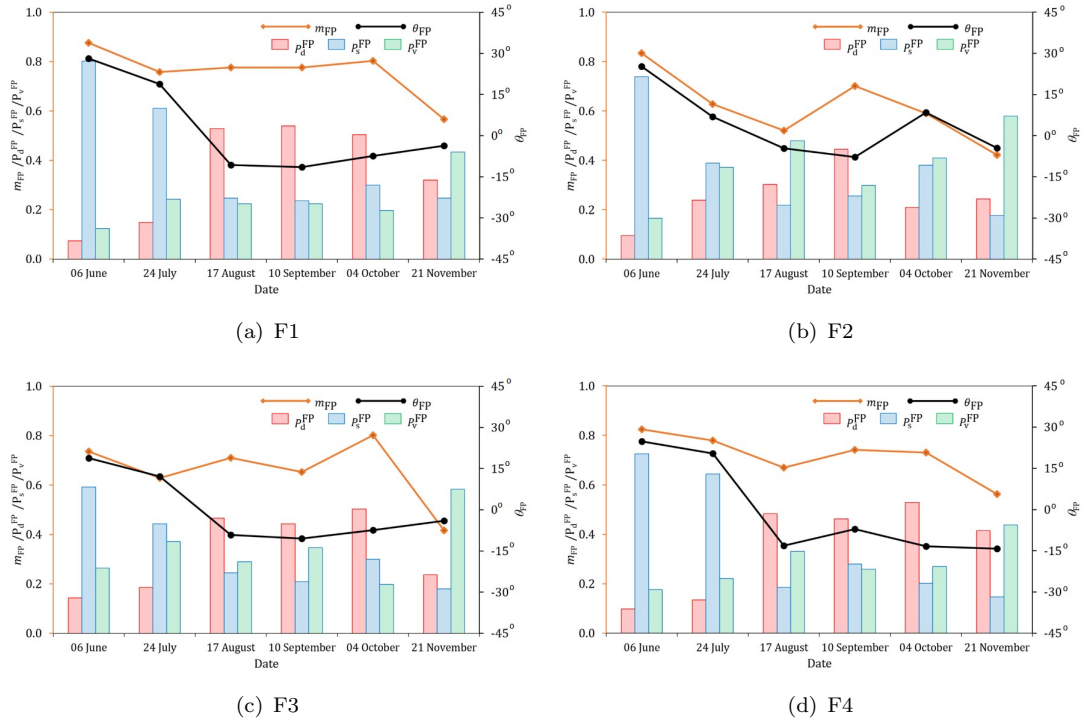 1.0
0.8
0.6
0.4
0.2
0.0
m_FP/P_d^FP/P_s^FP/P_v^FP
m_FP θ_FP
P_d^FP P_s^FP P_v^FP
45°
30°
15°
0°
-15°
-30°
-45°
θ_FP
06 June 24 July 17 August 10 September 04 October 21 November
Date
(a) F1
1.0
0.8
0.6
0.4
0.2
0.0
m_FP/P_d^FP/P_s^FP/P_v^FP
m_FP θ_FP
P_d^FP P_s^FP P_v^FP
45°
30°
15°
0°
-15°
-30°
-45°
θ_FP
06 June 24 July 17 August 10 September 04 October 21 November
Date
(b) F2
1.0
0.8
0.6
0.4
0.2
0.0
m_FP/P_d^FP/P_s^FP/P_v^FP
m_FP θ_FP
P_d^FP P_s^FP P_v^FP
45°
30°
15°
0°
-15°
-30°
-45°
θ_FP
06 June 24 July 17 August 10 September 04 October 21 November
Date
(c) F3
1.0
0.8
0.6
0.4
0.2
0.0
m_FP/P_d^FP/P_s^FP/P_v^FP
m_FP θ_FP
P_d^FP P_s^FP P_v^FP
45°
30°
15°
0°
-15°
-30°
-45°
θ_FP
06 June 24 July 17 August 10 September 04 October 21 November
Date
(d) F4